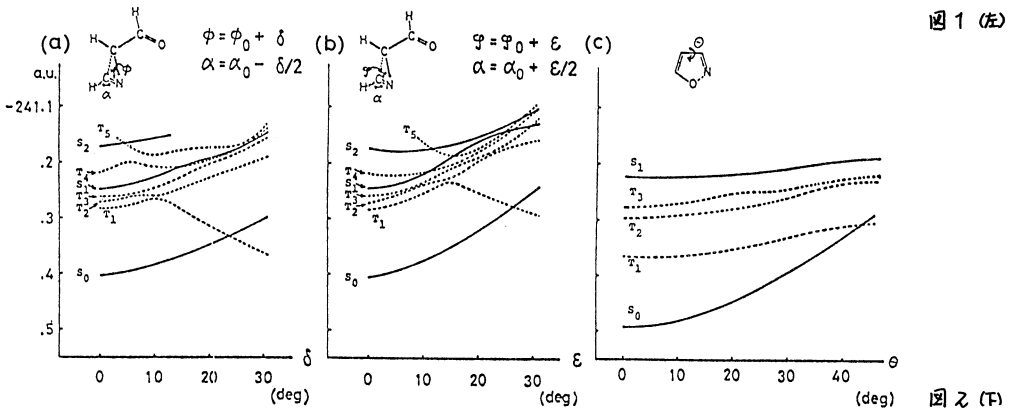 図1 (左)
(a)
H
H
C
C
O
C
N
H
φ
α
φ = φ₀ + δ
α = α₀ − δ/2
a.u.
-241.1
.2
.3
.4
.5
S₂
T₅
T₄
S₁
T₃
T₂
T₁
S₀
0 10 20 30
δ
(deg)
(b)
H
H
C
C
O
C
N
H
φ
α
φ = φ₀ + ε
α = α₀ + ε/2
T₅
S₂
T₄
S₁
T₃
T₂
T₁
S₀
0 10 20 30
ε
(deg)
(c)
θ
N
O
S₁
T₃
T₂
T₁
S₀
0 10 20 30 40
θ
(deg)
図2 (下)